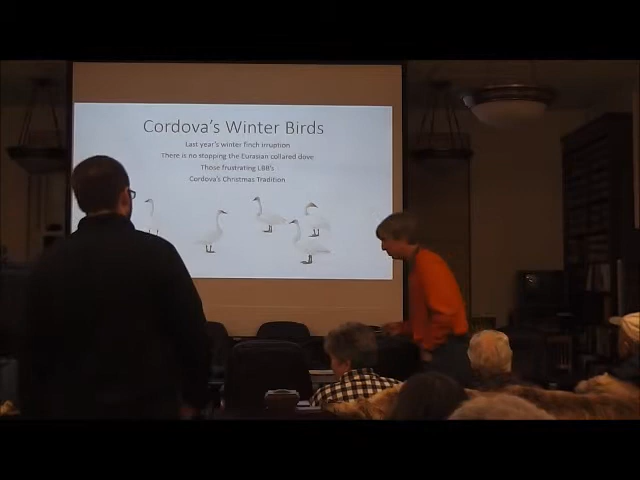 Cordova's Winter Birds
Last year's winter finch irruption
There is no stopping the Eurasian collared dove
Those frustrating LBB's
Cordova's Christmas Tradition